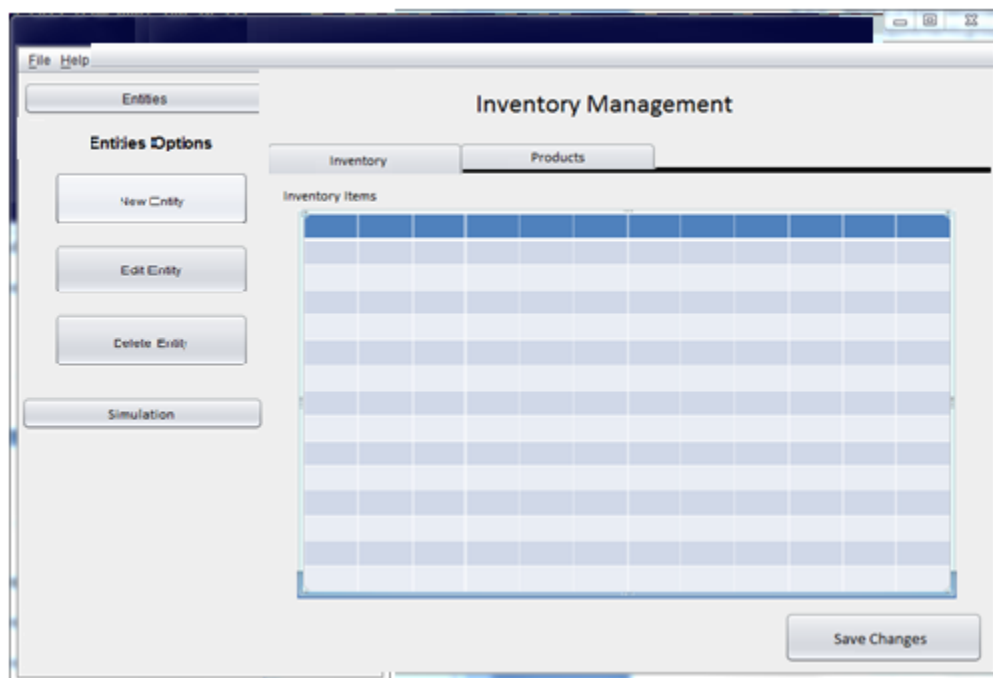 File Help
Entities
Inventory Management
Entities Options
Inventory
Products
Inventory Items
New Entity
Edit Entity
Delete Entity
Simulation
Save Changes